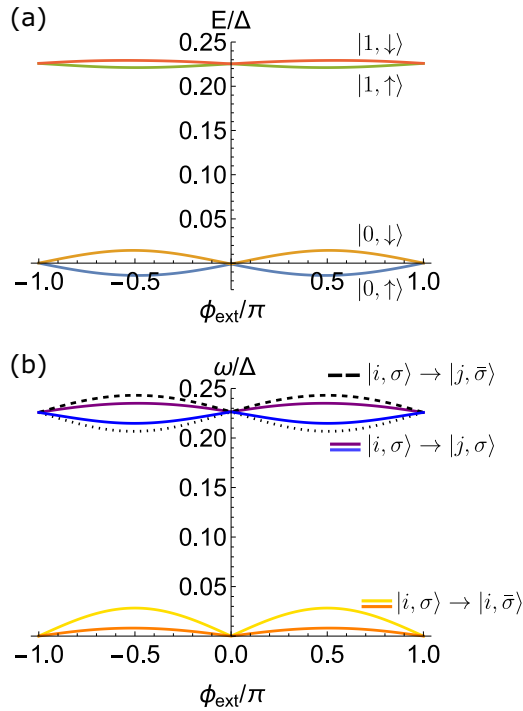 (a)
E/Δ
0.25
|1,↓⟩
|1,↑⟩
0.20
0.15
0.10
0.05
|0,↓⟩
|0,↑⟩
−1.0 −0.5 0.5 1.0
ϕext/π
(b)
ω/Δ
|i,σ⟩ → |j,σ̄⟩
0.25
|i,σ⟩ → |j,σ⟩
0.20
0.15
0.10
0.05
|i,σ⟩ → |i,σ̄⟩
−1.0 −0.5 0.0 0.5 1.0
ϕext/π